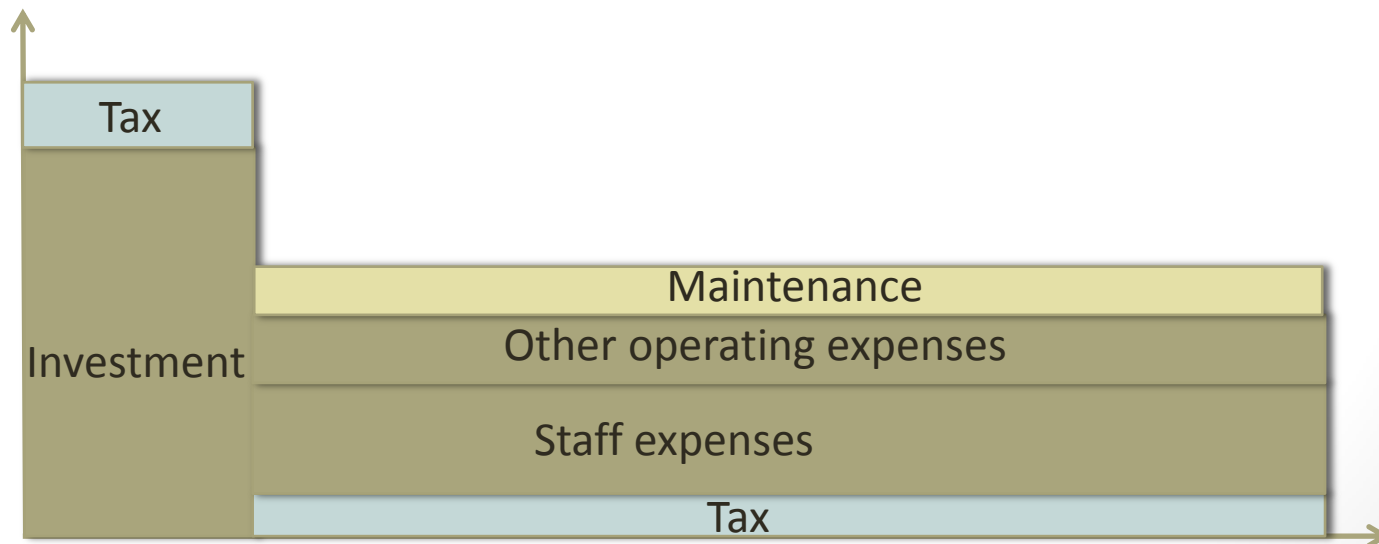 Tax
Investment
Maintenance
Other operating expenses
Staff expenses
Tax